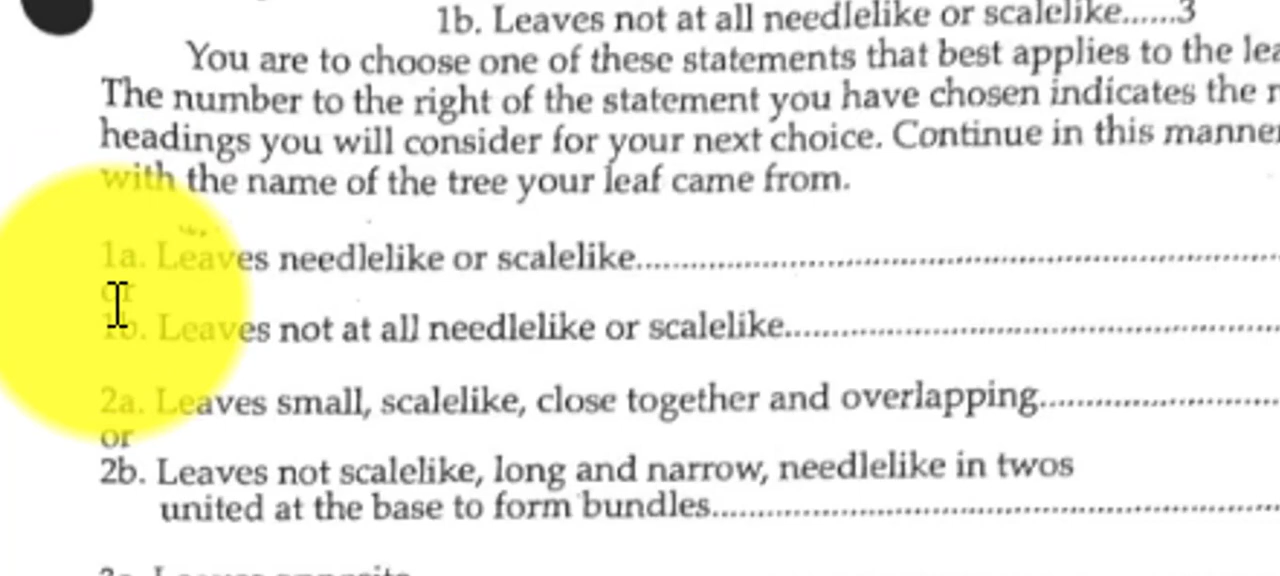 1b. Leaves not at all needlelike or scalelike......3
You are to choose one of these statements that best applies to the
The number to the right of the statement you have chosen indicates the
headings you will consider for your next choice. Continue in this
with the name of the tree your leaf came from.
1a. Leaves needlelike or scalelike................................................
or
1b. Leaves not at all needlelike or scalelike.....................................
2a. Leaves small, scalelike, close together and overlapping......................
or
2b. Leaves not scalelike, long and narrow, needlelike in twos
united at the base to form bundles................................................